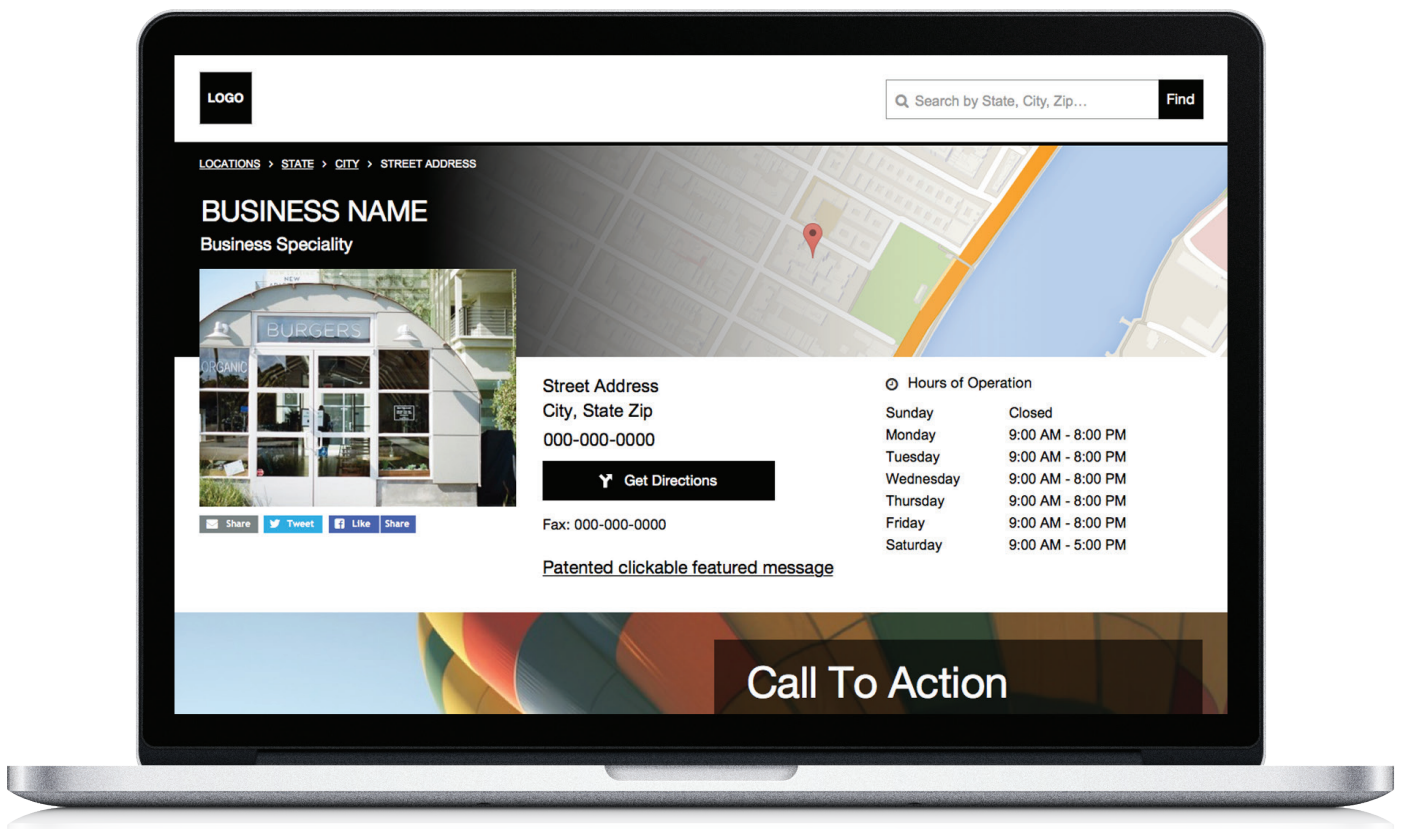 LOGO
Search by State, City, Zip...
Find
LOCATIONS > STATE > CITY > STREET ADDRESS
BUSINESS NAME
Business Speciality
NEW
BURGERS
ORGANIC
Share
Tweet
Like
Share
Street Address
City, State Zip
000-000-0000
Get Directions
Fax: 000-000-0000
Patented clickable featured message
Hours of Operation
Sunday Closed
Monday 9:00 AM - 8:00 PM
Tuesday 9:00 AM - 8:00 PM
Wednesday 9:00 AM - 8:00 PM
Thursday 9:00 AM - 8:00 PM
Friday 9:00 AM - 8:00 PM
Saturday 9:00 AM - 5:00 PM
Call To Action